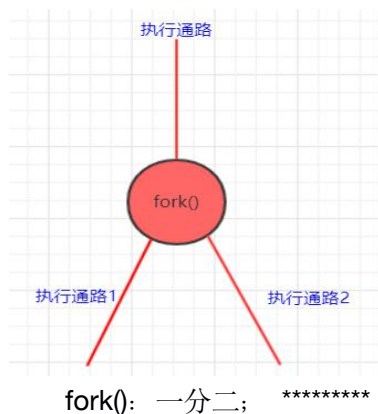 执行通路
fork()
执行通路1
执行通路2
fork(): 一分二; *********